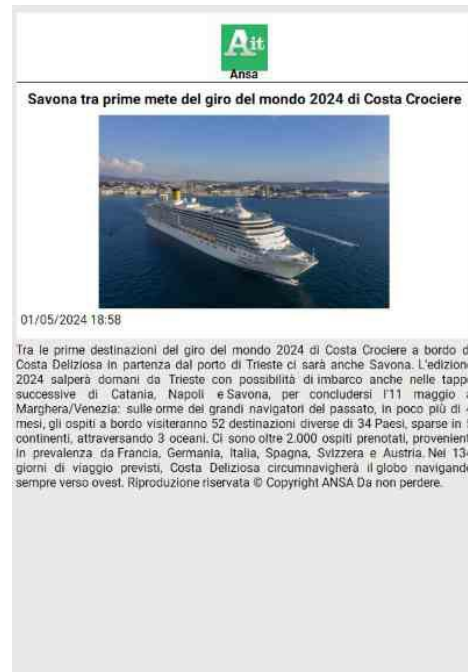 Ait
Ansa
Savona tra prime mete del giro del mondo 2024 di Costa Crociere
01/05/2024 18:58
Tra le prime destinazioni del giro del mondo 2024 di Costa Crociere a bordo d
Costa Deliziosa in partenza dal porto di Trieste ci sarà anche Savona. L'edizione
2024 salperà domani da Trieste con possibilità di imbarco anche nelle tapp
successive di Catania, Napoli e Savona, per concludersi l'11 maggio a
Marghera/Venezia: sulle orme dei grandi navigatori del passato, in poco più di
mesi, gli ospiti a bordo visiteranno 52 destinazioni diverse di 34 Paesi, sparse in
continenti, attraversando 3 oceani. Ci sono oltre 2.000 ospiti prenotati, provenient
in prevalenza da Francia, Germania, Italia, Spagna, Svizzera e Austria. Nei 134
giorni di viaggio previsti, Costa Deliziosa circumnavigherà il globo navigando
sempre verso ovest. Riproduzione riservata © Copyright ANSA Da non perdere.